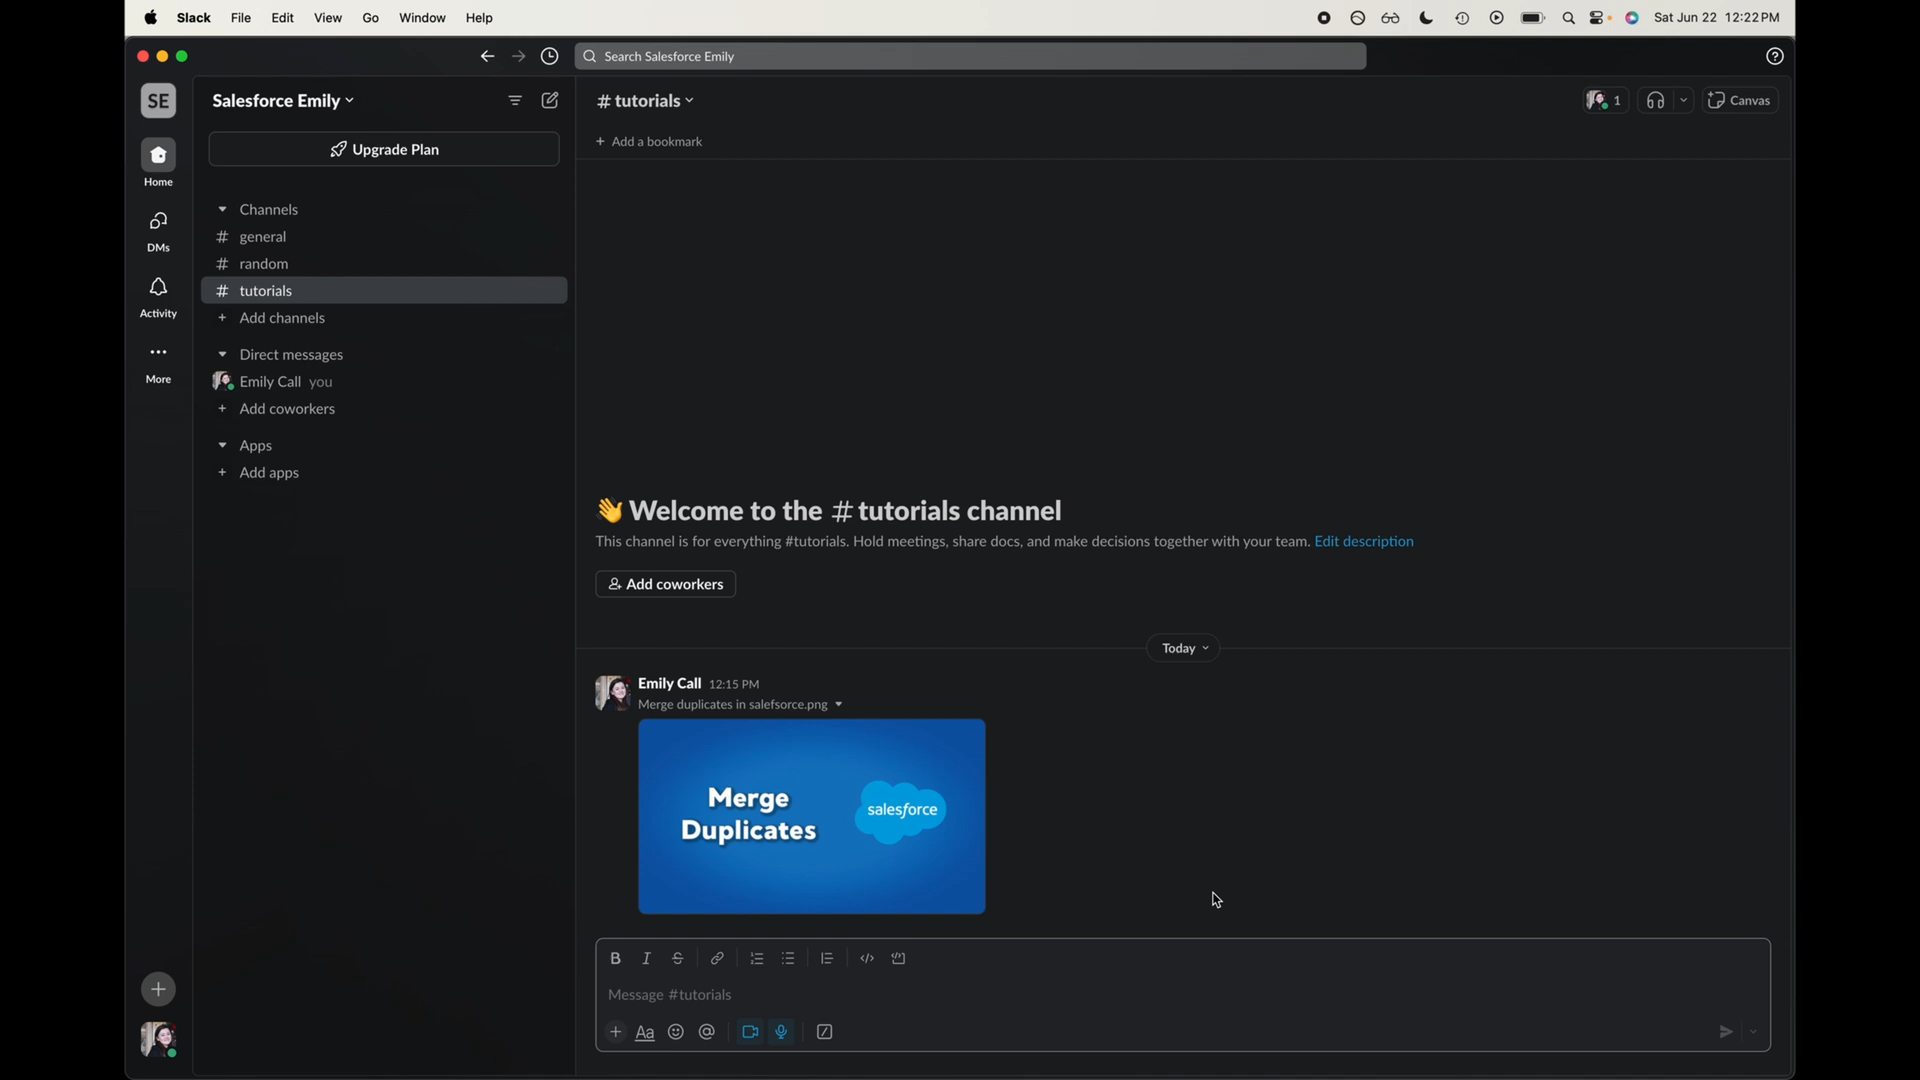 Slack File Edit View Go Window Help Sat Jun 22 12:22 PM
Search Salesforce Emily
SE Salesforce Emily
# tutorials 1 Canvas
Upgrade Plan
+ Add a bookmark
Home
Channels
# general
DMs
# random
# tutorials
Activity
+ Add channels
Direct messages
More
Emily Call you
+ Add coworkers
Apps
+ Add apps
👋 Welcome to the # tutorials channel
This channel is for everything #tutorials. Hold meetings, share docs, and make decisions together with your team. Edit description
Add coworkers
Today
Emily Call 12:15 PM
Merge duplicates in salefsorce.png
Merge
Duplicates
salesforce
B I S
Message #tutorials
+ Aa @